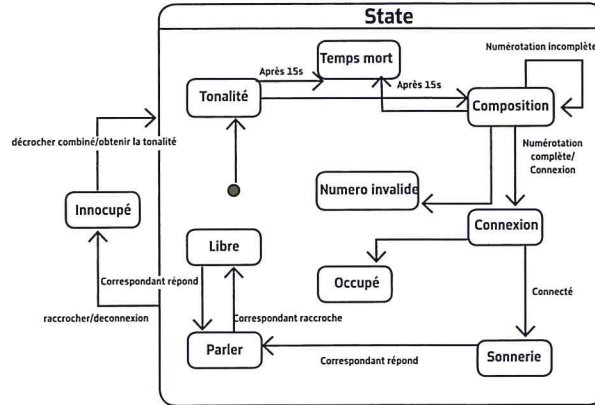 State
Numérotation incomplète
Temps mort
Après 15s
Après 15s
Tonalité
Composition
décrocher combiné/obtenir la tonalité
Numérotation
complète/
Connexion
Innocupé
Numero invalide
Connexion
Libre
Occupé
Correspondant répond
Connecté
raccrocher/deconnexion
Correspondant raccroche
Parler
Correspondant répond
Sonnerie